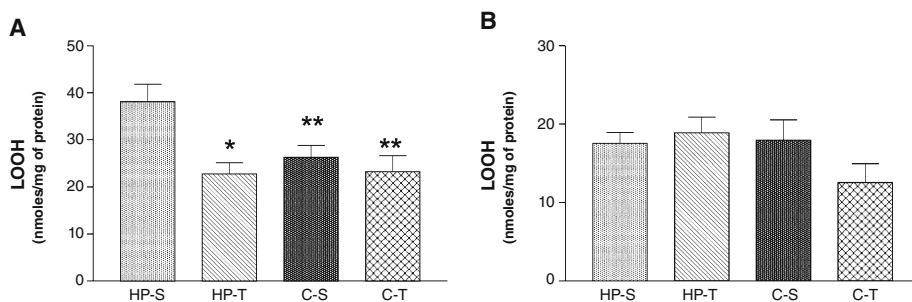 A
LOOH
(nmoles/mg of protein)
50
40
30
20
10
0
*
**
**
HP-S HP-T C-S C-T
B
LOOH
(nmoles/mg of protein)
30
20
10
0
HP-S HP-T C-S C-T